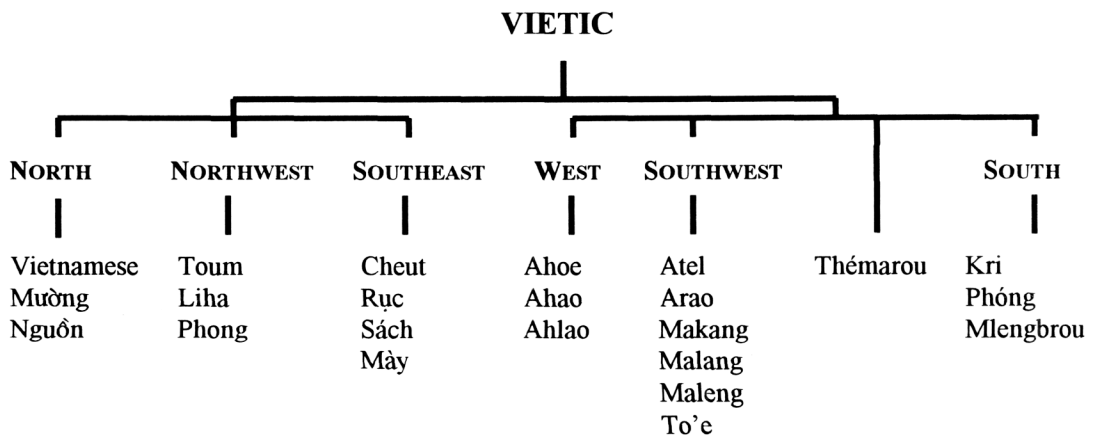 VIETIC
NORTH NORTHWEST SOUTHEAST WEST SOUTHWEST SOUTH
Vietnamese Toum Cheut Ahoe Atel Thémarou Kri
Mường Liha Rục Ahao Arao Phóng
Nguồn Phong Sách Ahlao Makang Mlengbrou
Mày Malang
Maleng
To’e